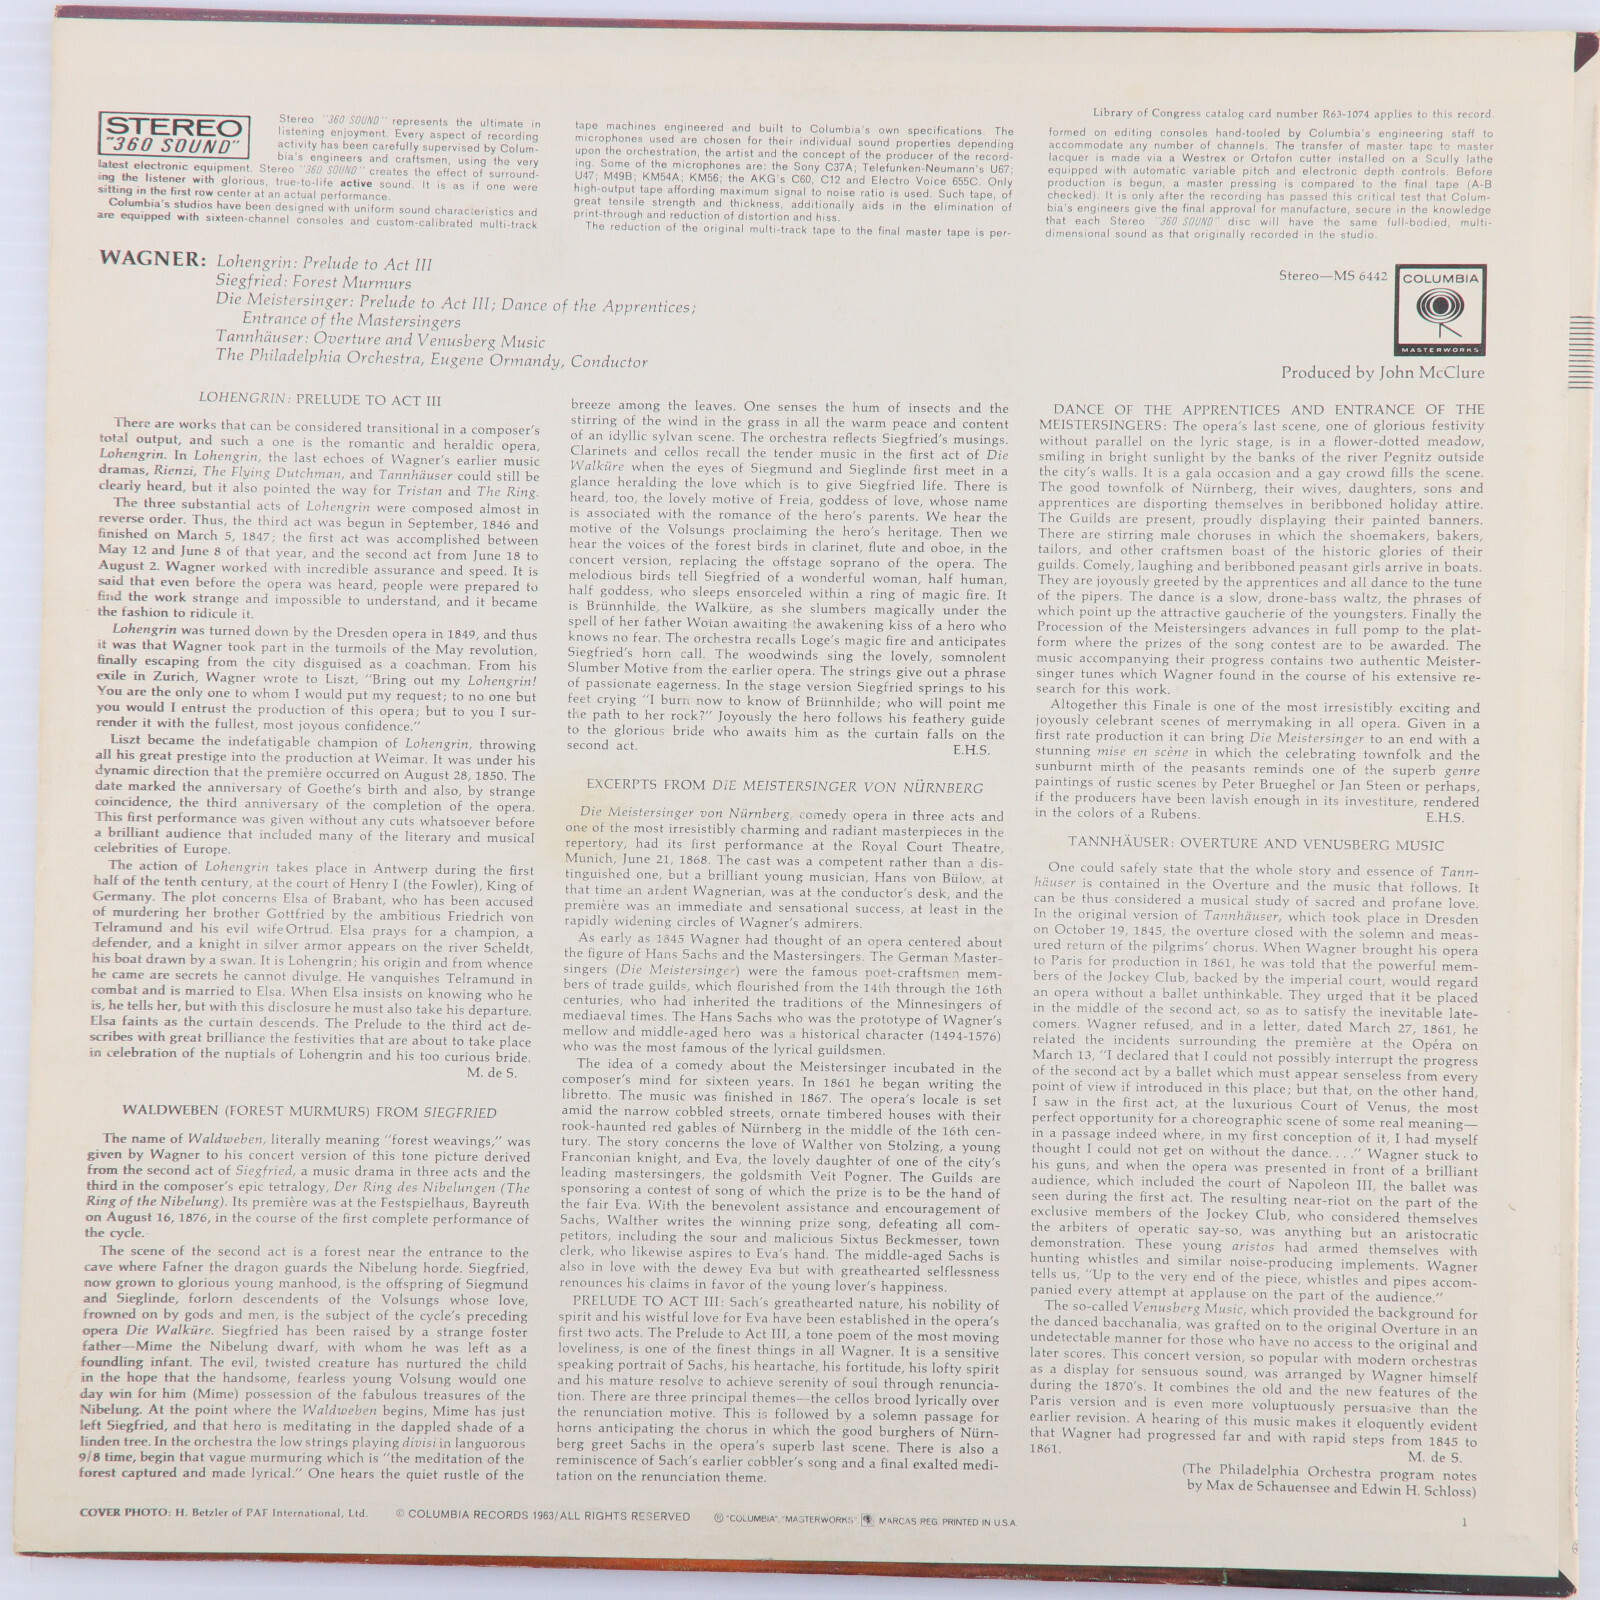 STEREO
"360 SOUND"
Stereo "360 SOUND" represents the ultimate in
listening enjoyment. Every aspect of recording
activity has been carefully supervised by Colum-
bia's engineers and craftsmen, using the very
latest electronic equipment. Stereo "360 SOUND" creates the effect of surround-
ing the listener with glorious, true-to-life active sound. It is as if one were
sitting in the first row center at an actual performance.
Columbia's studios have been designed with uniform sound characteristics and
are equipped with sixteen-channel consoles and custom-calibrated multi-track
tape machines engineered and built to Columbia's own specifications. The
microphones used are chosen for their individual sound properties depending
upon the orchestration, the artist and the concept of the producer of the record-
ing. Some of the microphones are: the Sony C37A; Telefunken-Neumann's U67;
U47; M49B; KM54A; KM56; the AKG's C60, C12 and Electro Voice 655C. Only
high-output tape affording maximum signal to noise ratio is used. Such tape, of
great tensile strength and thickness, additionally aids in the elimination of
print-through and reduction of distortion and hiss.
The reduction of the original multi-track tape to the final master tape is per-
Library of Congress catalog card number R63-1074 applies to this record.
formed on editing consoles hand-tooled by Columbia's engineering staff to
accommodate any number of channels. The transfer of master tape to master
lacquer is made via a Westrex or Ortofon cutter installed on a Scully lathe
equipped with automatic variable pitch and electronic depth controls. Before
production is begun, a master pressing is compared to the final tape (A-B
checked). It is only after the recording has passed this critical test that Colum-
bia's engineers give the final approval for manufacture, secure in the knowledge
that each Stereo "360 SOUND" disc will have the same full-bodied, multi-
dimensional sound as that originally recorded in the studio.
WAGNER: Lohengrin: Prelude to Act III
Siegfried: Forest Murmurs
Die Meistersinger: Prelude to Act III; Dance of the Apprentices;
Entrance of the Mastersingers
Tannhäuser: Overture and Venusberg Music
The Philadelphia Orchestra, Eugene Ormandy, Conductor
Stereo—MS 6442
COLUMBIA
MASTERWORKS
Produced by John McClure
LOHENGRIN: PRELUDE TO ACT III
There are works that can be considered transitional in a composer's
total output, and such a one is the romantic and heraldic opera,
Lohengrin. In Lohengrin, the last echoes of Wagner's earlier music
dramas, Rienzi, The Flying Dutchman, and Tannhäuser could still be
clearly heard, but it also pointed the way for Tristan and The Ring.
The three substantial acts of Lohengrin were composed almost in
reverse order. Thus, the third act was begun in September, 1846 and
finished on March 5, 1847; the first act was accomplished between
May 12 and June 8 of that year, and the second act from June 18 to
August 2. Wagner worked with incredible assurance and speed. It is
said that even before the opera was heard, people were prepared to
find the work strange and impossible to understand, and it became
the fashion to ridicule it.
Lohengrin was turned down by the Dresden opera in 1849, and thus
it was that Wagner took part in the turmoils of the May revolution,
finally escaping from the city disguised as a coachman. From his
exile in Zurich, Wagner wrote to Liszt, "Bring out my Lohengrin!
You are the only one to whom I would put my request; to no one but
you would I entrust the production of this opera; but to you I sur-
render it with the fullest, most joyous confidence."
Liszt became the indefatigable champion of Lohengrin, throwing
all his great prestige into the production at Weimar. It was under his
dynamic direction that the première occurred on August 28, 1850. The
date marked the anniversary of Goethe's birth and also, by strange
coincidence, the third anniversary of the completion of the opera.
This first performance was given without any cuts whatsoever before
a brilliant audience that included many of the literary and musical
celebrities of Europe.
The action of Lohengrin takes place in Antwerp during the first
half of the tenth century, at the court of Henry I (the Fowler), King of
Germany. The plot concerns Elsa of Brabant, who has been accused
of murdering her brother Gottfried by the ambitious Friedrich von
Telramund and his evil wife Ortrud. Elsa prays for a champion, a
defender, and a knight in silver armor appears on the river Scheldt,
his boat drawn by a swan. It is Lohengrin; his origin and from whence
he came are secrets he cannot divulge. He vanquishes Telramund in
combat and is married to Elsa. When Elsa insists on knowing who he
is, he tells her, but with this disclosure he must also take his departure.
Elsa faints as the curtain descends. The Prelude to the third act de-
scribes with great brilliance the festivities that are about to take place
in celebration of the nuptials of Lohengrin and his too curious bride.
M. de S.
WALDWEBEN (FOREST MURMURS) FROM SIEGFRIED
The name of Waldweben, literally meaning "forest weavings," was
given by Wagner to his concert version of this tone picture derived
from the second act of Siegfried, a music drama in three acts and the
third in the composer's epic tetralogy, Der Ring des Nibelungen (The
Ring of the Nibelung). Its première was at the Festspielhaus, Bayreuth
on August 16, 1876, in the course of the first complete performance of
the cycle.
The scene of the second act is a forest near the entrance to the
cave where Fafner the dragon guards the Nibelung horde. Siegfried,
now grown to glorious young manhood, is the offspring of Siegmund
and Sieglinde, forlorn descendents of the Volsungs whose love,
frowned on by gods and men, is the subject of the cycle's preceding
opera Die Walküre. Siegfried has been raised by a strange foster
father—Mime the Nibelung dwarf, with whom he was left as a
foundling infant. The evil, twisted creature has nurtured the child
in the hope that the handsome, fearless young Volsung would one
day win for him (Mime) possession of the fabulous treasures of the
Nibelung. At the point where the Waldweben begins, Mime has just
left Siegfried, and that hero is meditating in the dappled shade of a
linden tree. In the orchestra the low strings playing divisi in languorous
9/8 time, begin that vague murmuring which is "the meditation of the
forest captured and made lyrical." One hears the quiet rustle of the
breeze among the leaves. One senses the hum of insects and the
stirring of the wind in the grass in all the warm peace and content
of an idyllic sylvan scene. The orchestra reflects Siegfried's musings.
Clarinets and cellos recall the tender music in the first act of Die
Walküre when the eyes of Siegmund and Sieglinde first meet in a
glance heralding the love which is to give Siegfried life. There is
heard, too, the lovely motive of Freia, goddess of love, whose name
is associated with the romance of the hero's parents. We hear the
motive of the Volsungs proclaiming the hero's heritage. Then we
hear the voices of the forest birds in clarinet, flute and oboe, in the
concert version, replacing the offstage soprano of the opera. The
melodious birds tell Siegfried of a wonderful woman, half human,
half goddess, who sleeps ensorceled within a ring of magic fire. It
is Brünnhilde, the Walküre, as she slumbers magically under the
spell of her father Wotan awaiting the awakening kiss of a hero who
knows no fear. The orchestra recalls Loge's magic fire and anticipates
Siegfried's horn call. The woodwinds sing the lovely, somnolent
Slumber Motive from the earlier opera. The strings give out a phrase
of passionate eagerness. In the stage version Siegfried springs to his
feet crying "I burn now to know of Brünnhilde; who will point me
the path to her rock?" Joyously the hero follows his feathery guide
to the glorious bride who awaits him as the curtain falls on the
second act. E.H.S.
EXCERPTS FROM DIE MEISTERSINGER VON NÜRNBERG
Die Meistersinger von Nürnberg, comedy opera in three acts and
one of the most irresistibly charming and radiant masterpieces in the
repertory, had its first performance at the Royal Court Theatre,
Munich, June 21, 1868. The cast was a competent rather than a dis-
tinguished one, but a brilliant young musician, Hans von Bülow, at
that time an ardent Wagnerian, was at the conductor's desk, and the
première was an immediate and sensational success, at least in the
rapidly widening circles of Wagner's admirers.
As early as 1845 Wagner had thought of an opera centered about
the figure of Hans Sachs and the Mastersingers. The German Master-
singers (Die Meistersinger) were the famous poet-craftsmen mem-
bers of trade guilds, which flourished from the 14th through the 16th
centuries, who had inherited the traditions of the Minnesingers of
mediaeval times. The Hans Sachs who was the prototype of Wagner's
mellow and middle-aged hero was a historical character (1494-1576)
who was the most famous of the lyrical guildsmen.
The idea of a comedy about the Meistersinger incubated in the
composer's mind for sixteen years. In 1861 he began writing the
libretto. The music was finished in 1867. The opera's locale is set
amid the narrow cobbled streets, ornate timbered houses with their
rook-haunted red gables of Nürnberg in the middle of the 16th cen-
tury. The story concerns the love of Walther von Stolzing, a young
Franconian knight, and Eva, the lovely daughter of one of the city's
leading mastersingers, the goldsmith Veit Pogner. The Guilds are
sponsoring a contest of song of which the prize is to be the hand of
the fair Eva. With the benevolent assistance and encouragement of
Sachs, Walther writes the winning prize song, defeating all com-
petitors, including the sour and malicious Sixtus Beckmesser, town
clerk, who likewise aspires to Eva's hand. The middle-aged Sachs is
also in love with the dewey Eva but with greathearted selflessness
renounces his claims in favor of the young lover's happiness.
PRELUDE TO ACT III: Sach's greathearted nature, his nobility of
spirit and his wistful love for Eva have been established in the opera's
first two acts. The Prelude to Act III, a tone poem of the most moving
loveliness, is one of the finest things in all Wagner. It is a sensitive
speaking portrait of Sachs, his heartache, his fortitude, his lofty spirit
and his mature resolve to achieve serenity of soul through renuncia-
tion. There are three principal themes—the cellos brood lyrically over
the renunciation motive. This is followed by a solemn passage for
horns anticipating the chorus in which the good burghers of Nürn-
berg greet Sachs in the opera's superb last scene. There is also a
reminiscence of Sach's earlier cobbler's song and a final exalted medi-
tation on the renunciation theme.
DANCE OF THE APPRENTICES AND ENTRANCE OF THE
MEISTERSINGERS: The opera's last scene, one of glorious festivity
without parallel on the lyric stage, is in a flower-dotted meadow,
smiling in bright sunlight by the banks of the river Pegnitz outside
the city's walls. It is a gala occasion and a gay crowd fills the scene.
The good townfolk of Nürnberg, their wives, daughters, sons and
apprentices are disporting themselves in beribboned holiday attire.
The Guilds are present, proudly displaying their painted banners.
There are stirring male choruses in which the shoemakers, bakers,
tailors, and other craftsmen boast of the historic glories of their
guilds. Comely, laughing and beribboned peasant girls arrive in boats.
They are joyously greeted by the apprentices and all dance to the tune
of the pipers. The dance is a slow, drone-bass waltz, the phrases of
which point up the attractive gaucherie of the youngsters. Finally the
Procession of the Meistersingers advances in full pomp to the plat-
form where the prizes of the song contest are to be awarded. The
music accompanying their progress contains two authentic Meister-
singer tunes which Wagner found in the course of his extensive re-
search for this work.
Altogether this Finale is one of the most irresistibly exciting and
joyously celebrant scenes of merrymaking in all opera. Given in a
first rate production it can bring Die Meistersinger to an end with a
stunning mise en scène in which the celebrating townfolk and the
sunburnt mirth of the peasants reminds one of the superb genre
paintings of rustic scenes by Peter Brueghel or Jan Steen or perhaps,
if the producers have been lavish enough in its investiture, rendered
in the colors of a Rubens. E.H.S.
TANNHÄUSER: OVERTURE AND VENUSBERG MUSIC
One could safely state that the whole story and essence of Tann-
häuser is contained in the Overture and the music that follows. It
can be thus considered a musical study of sacred and profane love.
In the original version of Tannhäuser, which took place in Dresden
on October 19, 1845, the overture closed with the solemn and meas-
ured return of the pilgrims' chorus. When Wagner brought his opera
to Paris for production in 1861, he was told that the powerful mem-
bers of the Jockey Club, backed by the imperial court, would regard
an opera without a ballet unthinkable. They urged that it be placed
in the middle of the second act, so as to satisfy the inevitable late-
comers. Wagner refused, and in a letter, dated March 27, 1861, he
related the incidents surrounding the première at the Opéra on
March 13, "I declared that I could not possibly interrupt the progress
of the second act by a ballet which must appear senseless from every
point of view if introduced in this place; but that, on the other hand,
I saw in the first act, at the luxurious Court of Venus, the most
perfect opportunity for a choreographic scene of some real meaning—
in a passage indeed where, in my first conception of it, I had myself
thought I could not get on without the dance. . . ." Wagner stuck to
his guns, and when the opera was presented in front of a brilliant
audience, which included the court of Napoleon III, the ballet was
seen during the first act. The resulting near-riot on the part of the
exclusive members of the Jockey Club, who considered themselves
the arbiters of operatic say-so, was anything but an aristocratic
demonstration. These young aristos had armed themselves with
hunting whistles and similar noise-producing implements. Wagner
tells us, "Up to the very end of the piece, whistles and pipes accom-
panied every attempt at applause on the part of the audience."
The so-called Venusberg Music, which provided the background for
the danced bacchanalia, was grafted on to the original Overture in an
undetectable manner for those who have no access to the original and
later scores. This concert version, so popular with modern orchestras
as a display for sensuous sound, was arranged by Wagner himself
during the 1870's. It combines the old and the new features of the
Paris version and is even more voluptuously persuasive than the
earlier revision. A hearing of this music makes it eloquently evident
that Wagner had progressed far and with rapid steps from 1845 to
1861. M. de S.
(The Philadelphia Orchestra program notes
by Max de Schauensee and Edwin H. Schloss)
COVER PHOTO: H. Betzler of PAF International, Ltd. © COLUMBIA RECORDS 1963/ALL RIGHTS RESERVED ® "COLUMBIA", "MASTERWORKS", MARCAS REG. PRINTED IN U.S.A. 1